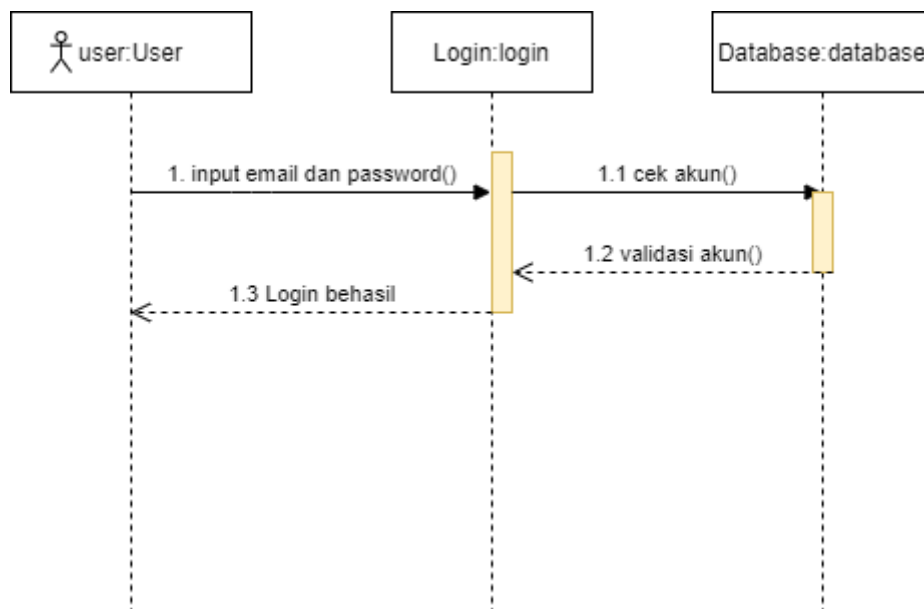 user:User
Login:login
Database:database
1. input email dan password()
1.1 cek akun()
1.2 validasi akun()
1.3 Login behasil